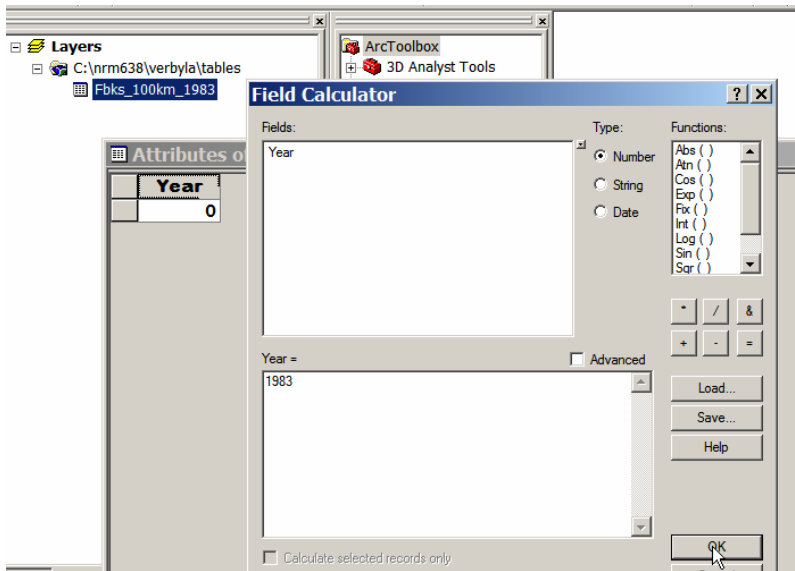 Layers
C:\nrm638\verbyla\tables
Fbks_100km_1983
ArcToolbox
3D Analyst Tools
Field Calculator
Attributes o
Year
0
Fields:
Year
Type:
Number
String
Date
Functions:
Abs ( )
Atn ( )
Cos ( )
Exp ( )
Fix ( )
Int ( )
Log ( )
Sin ( )
Sqr ( )
* / &
+ - =
Year =
Advanced
1983
Load...
Save...
Help
Calculate selected records only
OK